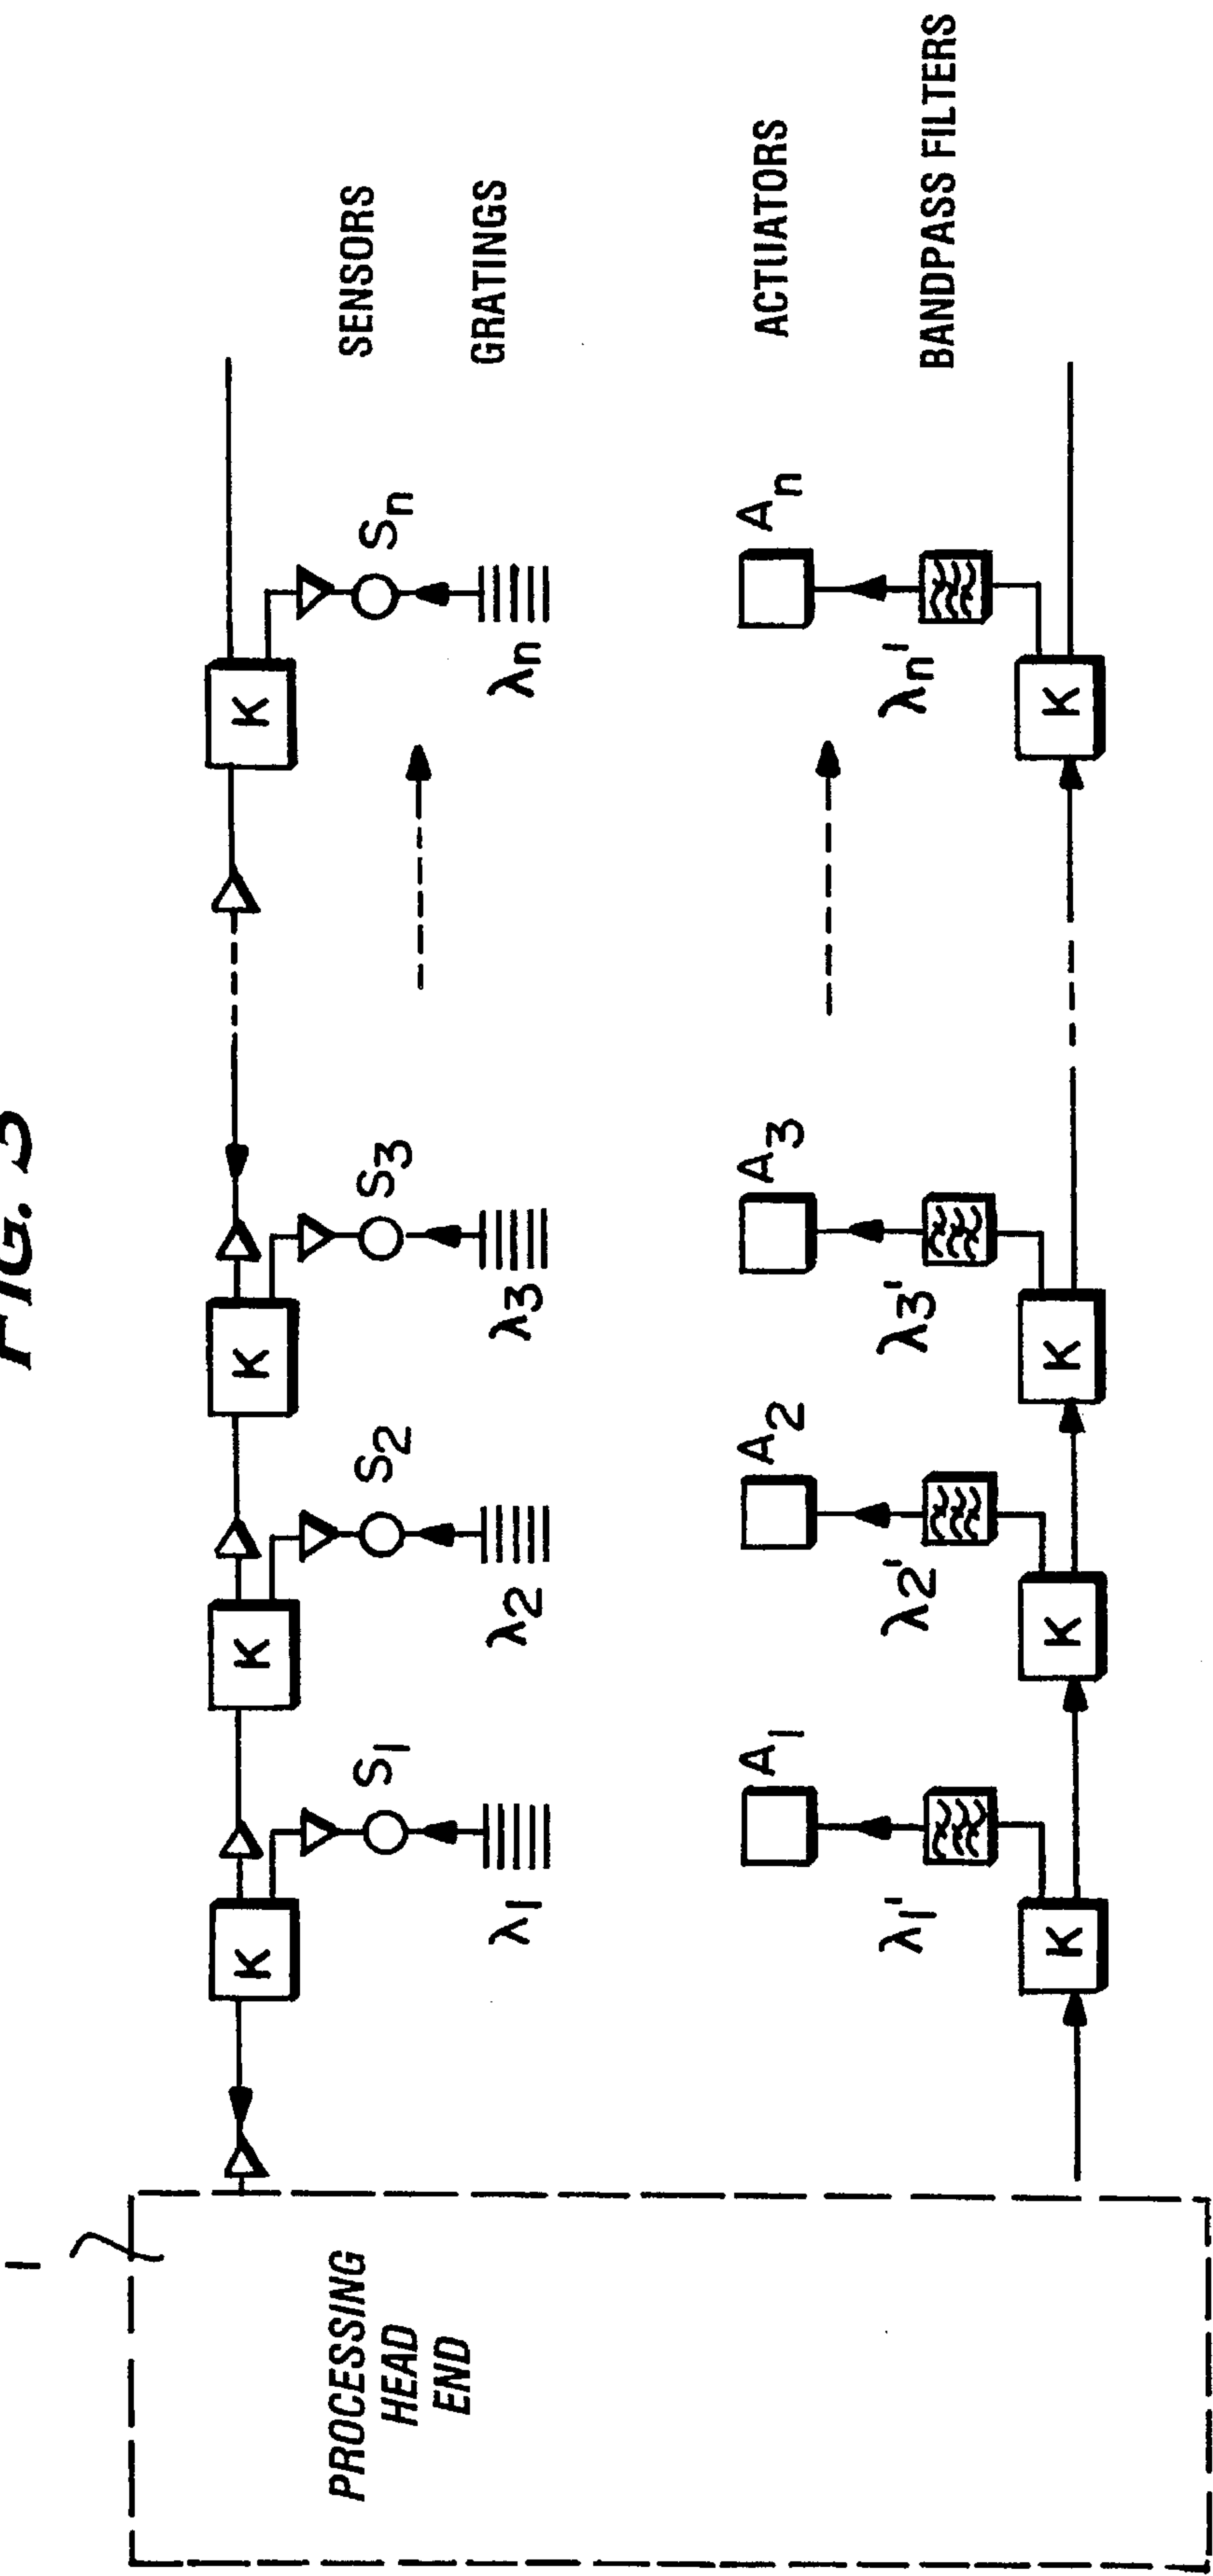 FIG.
1
PROCESSING
HEAD
END
K K K K
S1 S2 S3 Sn
SENSORS
λ1 λ2 λ3 λn
GRATINGS
A1 A2 A3 An
ACTUATORS
λ1' λ2' λ3' λn'
BANDPASS FILTERS
K K K K